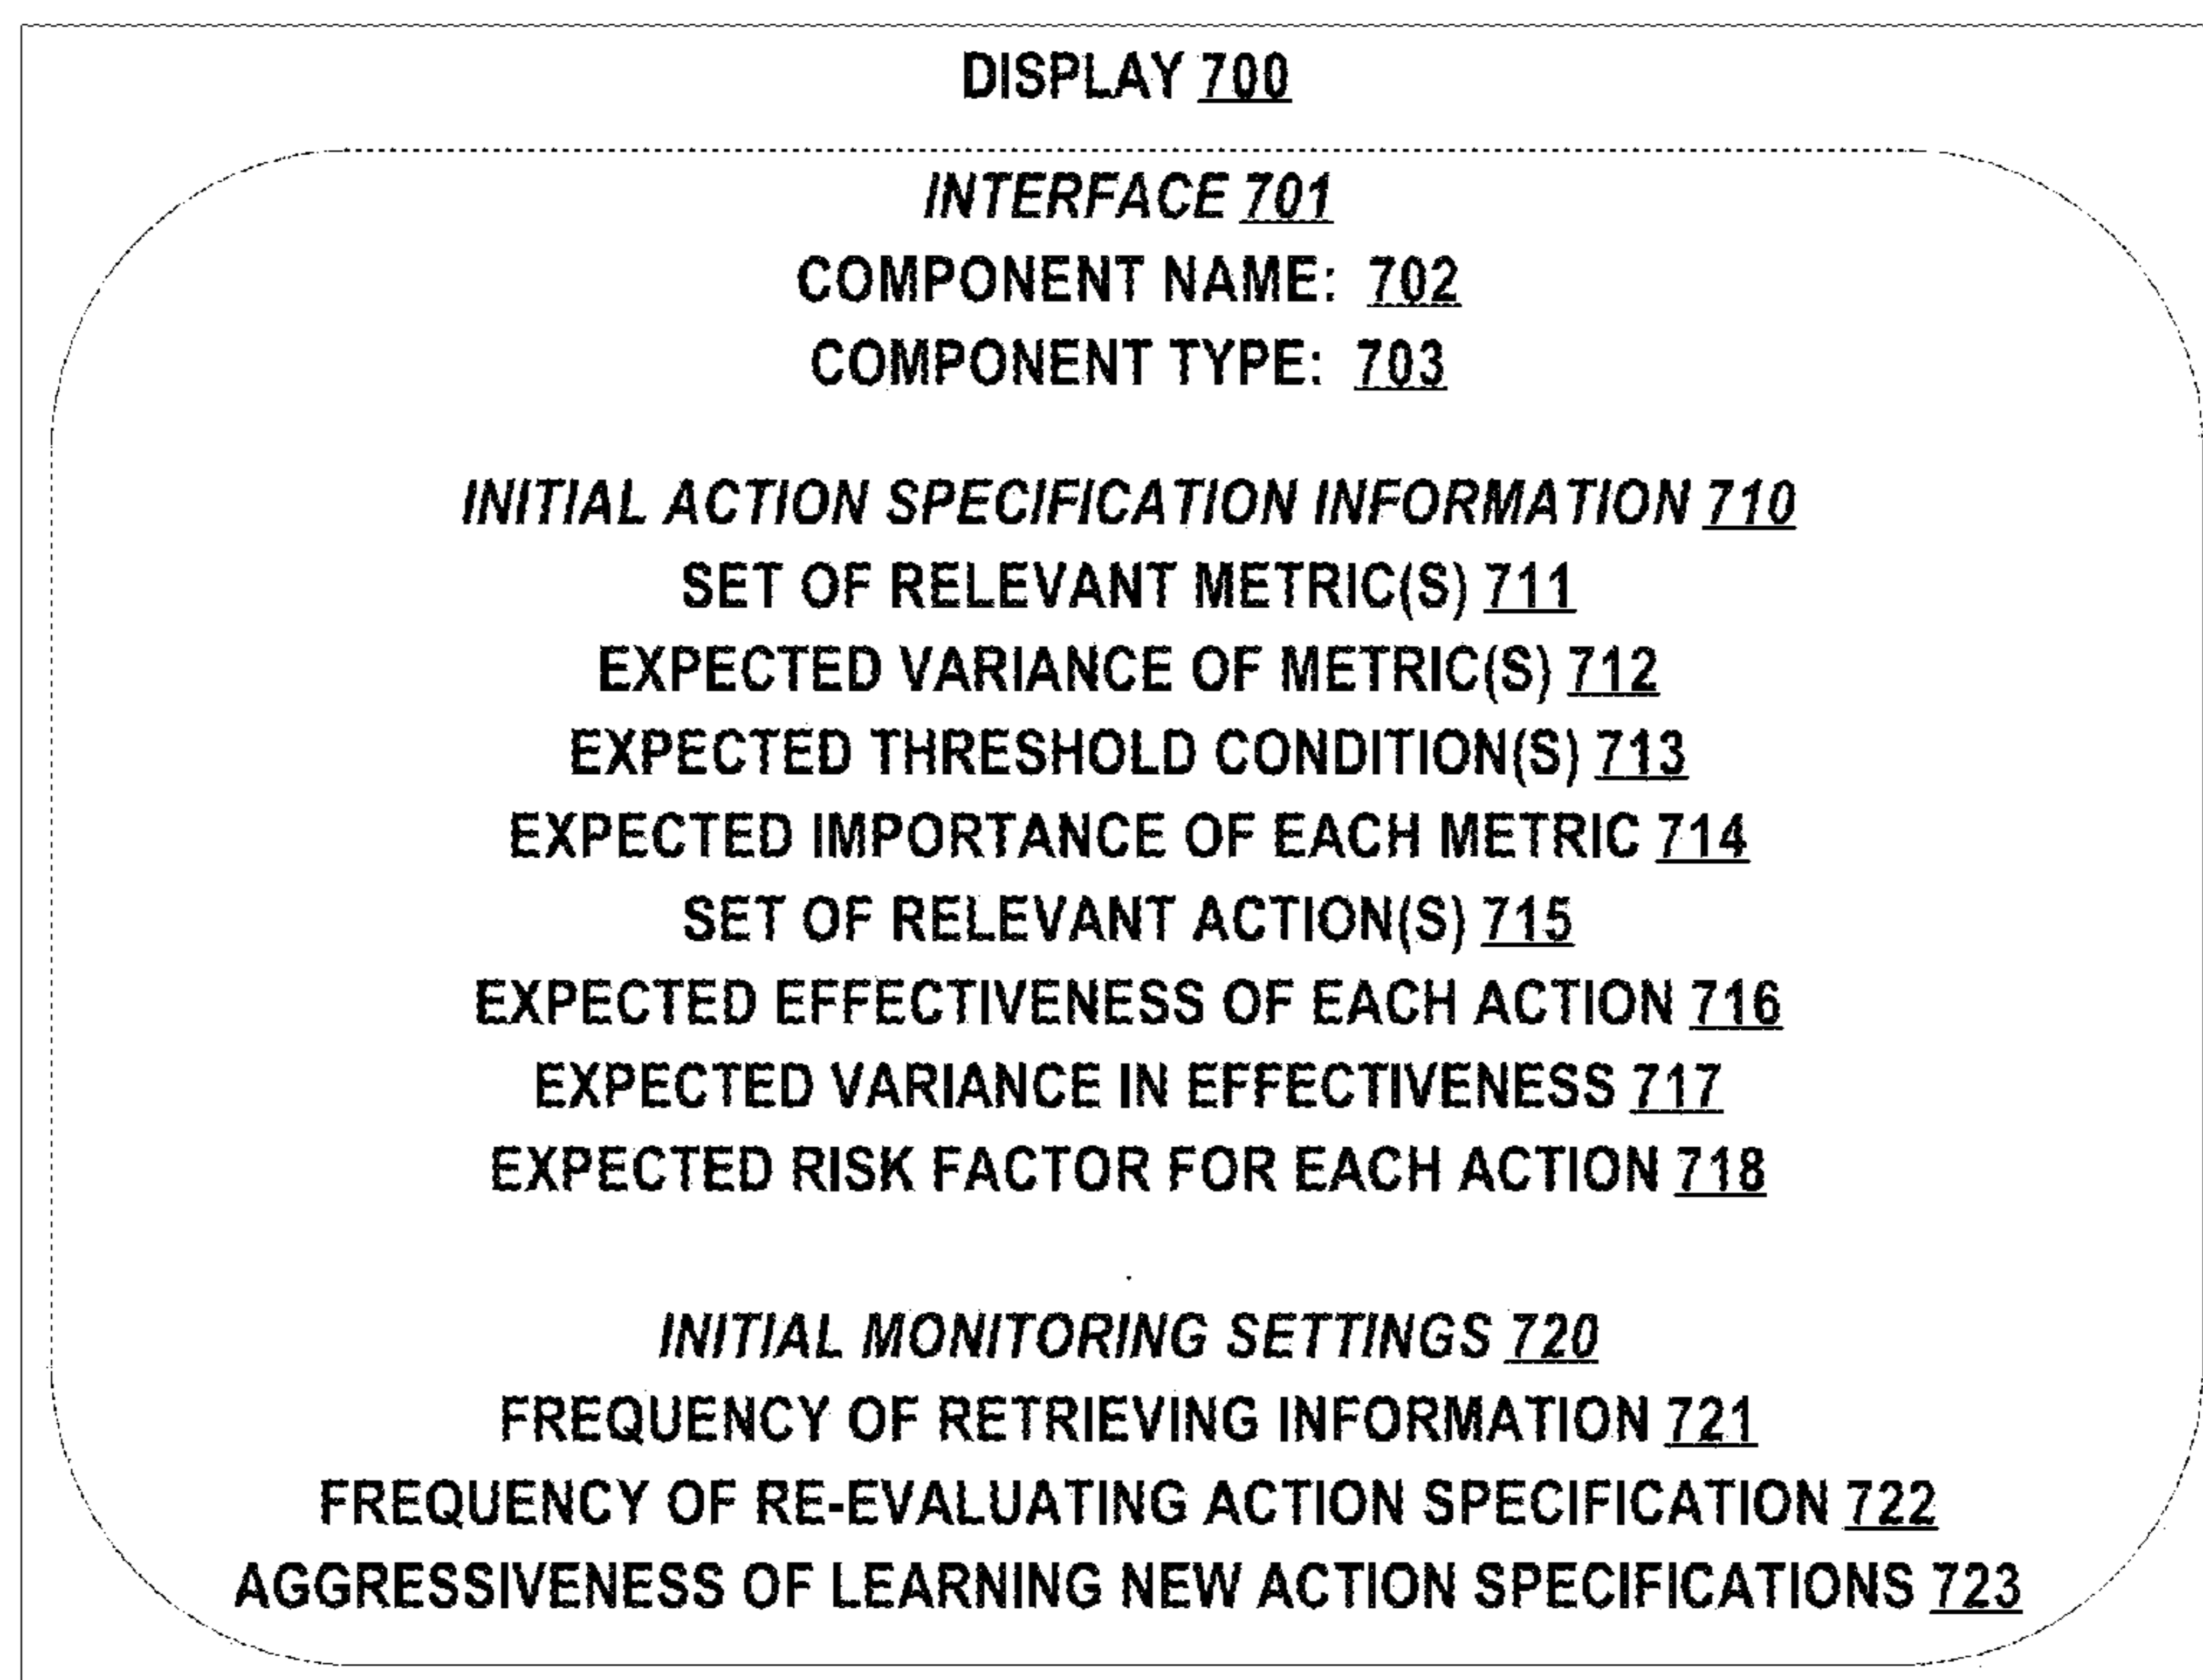 DISPLAY 700
INTERFACE 701
COMPONENT NAME: 702
COMPONENT TYPE: 703
INITIAL ACTION SPECIFICATION INFORMATION 710
SET OF RELEVANT METRIC(S) 711
EXPECTED VARIANCE OF METRIC(S) 712
EXPECTED THRESHOLD CONDITION(S) 713
EXPECTED IMPORTANCE OF EACH METRIC 714
SET OF RELEVANT ACTION(S) 715
EXPECTED EFFECTIVENESS OF EACH ACTION 716
EXPECTED VARIANCE IN EFFECTIVENESS 717
EXPECTED RISK FACTOR FOR EACH ACTION 718
INITIAL MONITORING SETTINGS 720
FREQUENCY OF RETRIEVING INFORMATION 721
FREQUENCY OF RE-EVALUATING ACTION SPECIFICATION 722
AGGRESSIVENESS OF LEARNING NEW ACTION SPECIFICATIONS 723